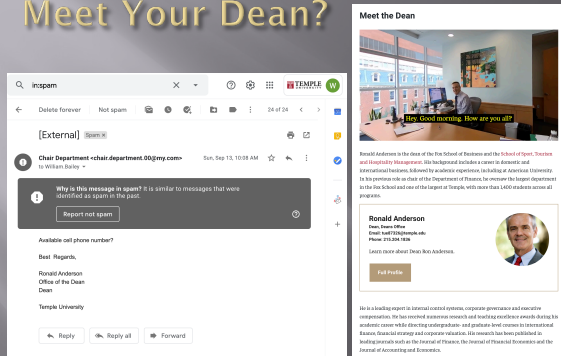 Meet Your Dean?
in:spam
TEMPLE
UNIVERSITY
W
Delete forever
Not spam
24 of 24
[External]
Spam x
Chair Department <chair.department.00@my.com>
Sun, Sep 13, 10:38 AM
to William.Bailey
Why is this message in spam? It is similar to messages that were
identified as spam in the past.
Report not spam
Available cell phone number?
Best Regards,
Ronald Anderson
Office of the Dean
Dean
Temple University
Reply
Reply all
Forward
Meet the Dean
Hey. Good morning. How are you all?
Ronald Anderson is the dean of the Fox School of Business and the School of Sport, Tourism
and Hospitality Management. His background includes a career in domestic and
international business, followed by academic experience, including at American University.
In his previous role as chair of the Department of Finance, he oversaw the largest department
in the Fox School and one of the largest at Temple, with more than 1,400 students across all
programs.
Ronald Anderson
Dean, Deans Office
Email: tud17326@temple.edu
Phone: 215.204.1836
Learn more about Dean Ron Anderson.
Full Profile
He is a leading expert in internal control systems, corporate governance and executive
compensation. He has received numerous research and teaching excellence awards during his
academic career while directing undergraduate- and graduate-level courses in international
finance, financial strategy and corporate valuation. His research has been published in
leading journals such as the Journal of Finance, the Journal of Financial Economics and the
Journal of Accounting and Economics.